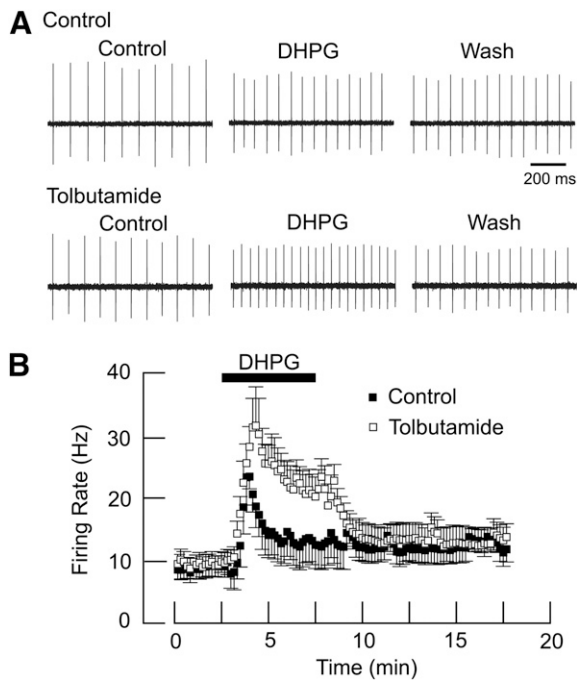 A
Control
Control DHPG Wash
200 ms
Tolbutamide
Control DHPG Wash
B
DHPG
Control
Tolbutamide
Firing Rate (Hz)
40
30
20
10
0
0 5 10 15 20
Time (min)